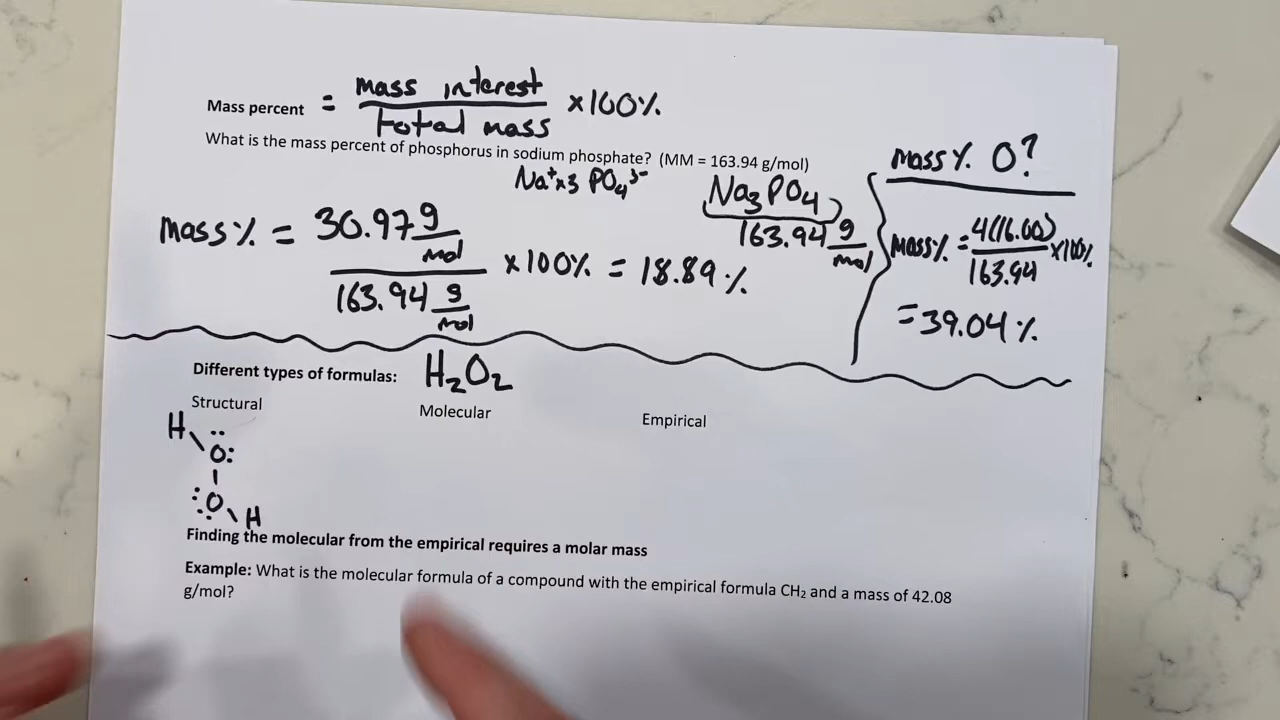 mass interest
Mass percent = ———— ×100%
total mass
What is the mass percent of phosphorus in sodium phosphate? (MM = 163.94 g/mol)
Na⁺×3 PO₄³⁻
Na₃PO₄
163.94 g/mol
Mass % = 30.97 g/mol / 163.94 g/mol ×100% = 18.89 %
Mass % O?
Mass% = 4(16.00) / 163.94 ×100%
= 39.04 %
Different types of formulas: H₂O₂
Structural Molecular Empirical
H
O:
:O
H
Finding the molecular from the empirical requires a molar mass
Example: What is the molecular formula of a compound with the empirical formula CH₂ and a mass of 42.08
g/mol?